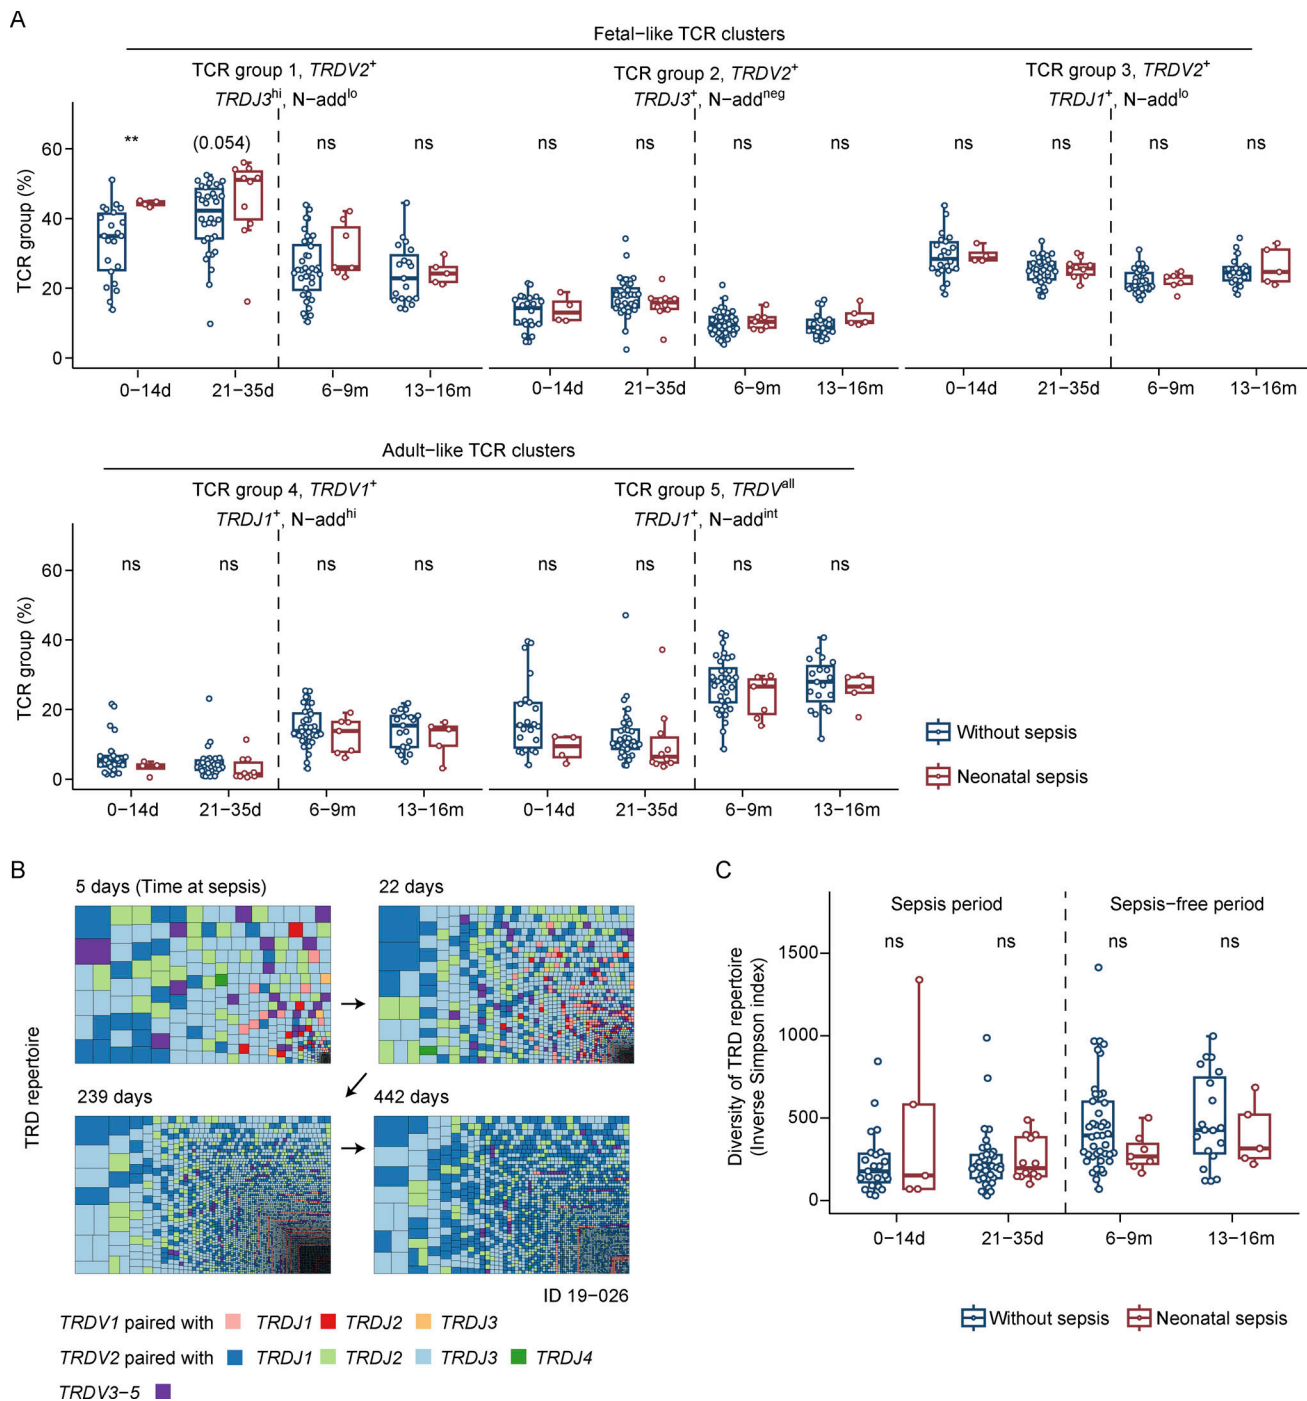 A
Fetal−like TCR clusters
TCR group 1, TRDV2+
TRDJ3hi, N−addlo
TCR group 2, TRDV2+
TRDJ3+, N−addneg
TCR group 3, TRDV2+
TRDJ1+, N−addlo
TCR group (%)
60
40
20
0
** (0.054) ns ns
ns ns ns ns
ns ns ns ns
0−14d 21−35d 6−9m 13−16m
0−14d 21−35d 6−9m 13−16m
0−14d 21−35d 6−9m 13−16m
Adult−like TCR clusters
TCR group 4, TRDV1+
TRDJ1+, N−addhi
TCR group 5, TRDVall
TRDJ1+, N−addint
TCR group (%)
60
40
20
0
ns ns ns ns
ns ns ns ns
0−14d 21−35d 6−9m 13−16m
0−14d 21−35d 6−9m 13−16m
Without sepsis
Neonatal sepsis
B
5 days (Time at sepsis)
22 days
TRD repertoire
239 days
442 days
ID 19−026
TRDV1 paired with TRDJ1 TRDJ2 TRDJ3
TRDV2 paired with TRDJ1 TRDJ2 TRDJ3 TRDJ4
TRDV3−5
C
Sepsis period
Sepsis−free period
ns ns ns ns
Diversity of TRD repertoire
(Inverse Simpson index)
1500
1000
500
0
0−14d 21−35d 6−9m 13−16m
Without sepsis Neonatal sepsis